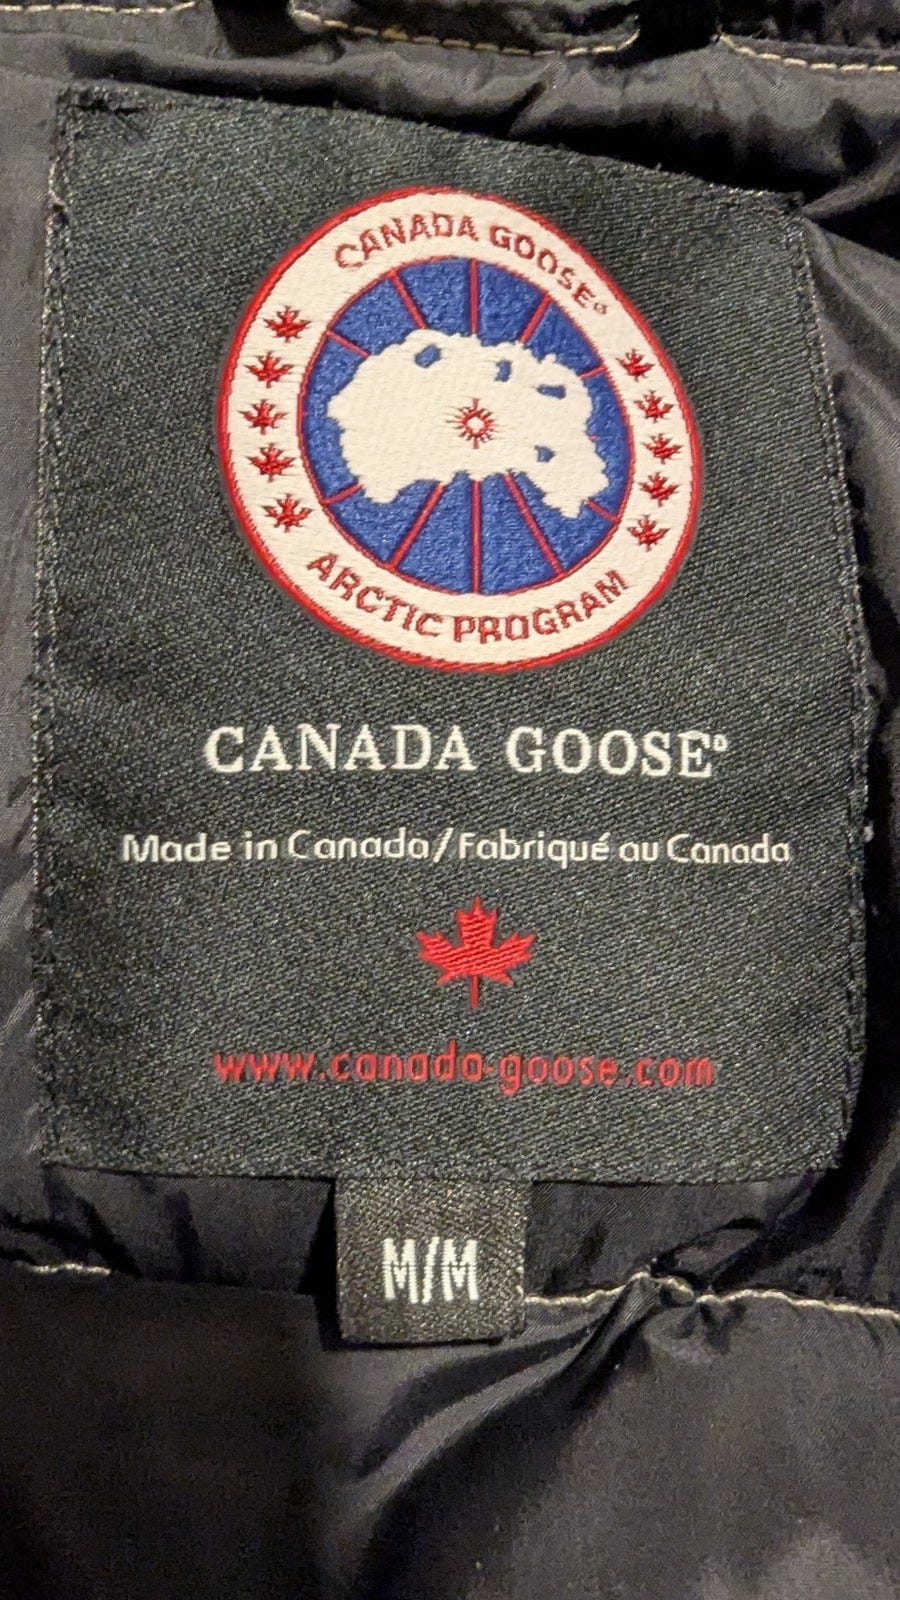 CANADA GOOSE®
ARCTIC PROGRAM
CANADA GOOSE®
Made in Canada/Fabriqué au Canada
www.canada-goose.com
M/M